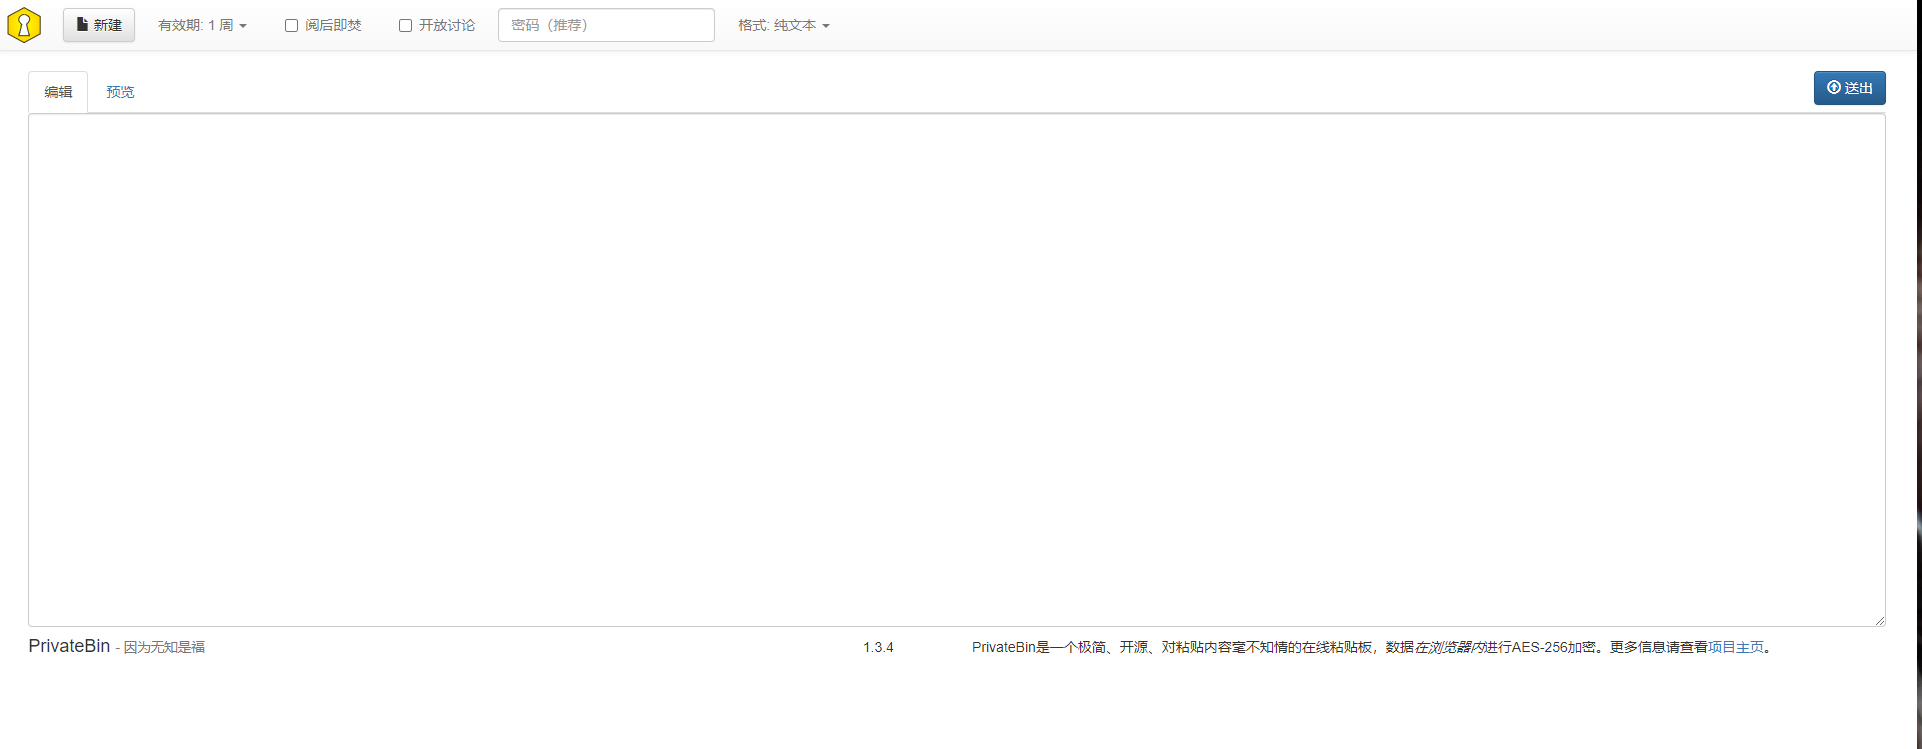 新建 有效期: 1 周 阅后即焚 开放讨论 密码（推荐） 格式: 纯文本
编辑 预览 送出
PrivateBin - 因为无知是福 1.3.4 PrivateBin是一个极简、开源、对粘贴内容毫不知情的在线粘贴板，数据在浏览器内进行AES-256加密。更多信息请查看项目主页。